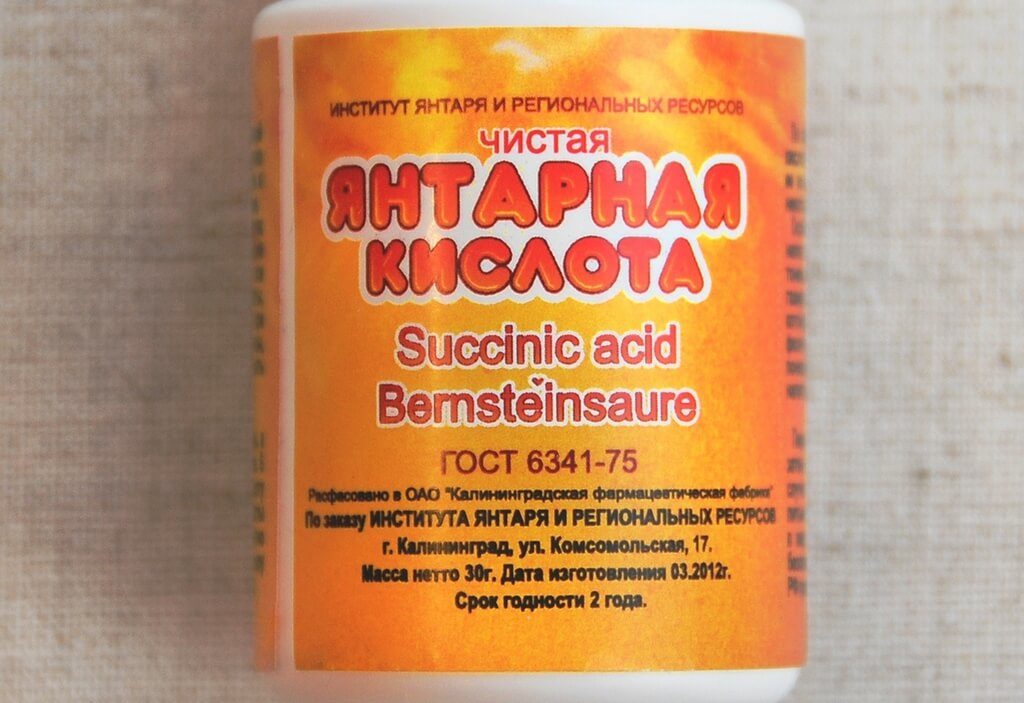 ИНСТИТУТ ЯНТАРЯ И РЕГИОНАЛЬНЫХ РЕСУРСОВ
чистая
ЯНТАРНАЯ
КИСЛОТА
Succinic acid
Bernsteinsaure
ГОСТ 6341-75
Расфасовано в ОАО "Калининградская фармацевтическая фабрика"
По заказу ИНСТИТУТА ЯНТАРЯ И РЕГИОНАЛЬНЫХ РЕСУРСОВ
г. Калининград, ул. Комсомольская, 17.
Масса нетто 30г. Дата изготовления 03.2012г.
Срок годности 2 года.